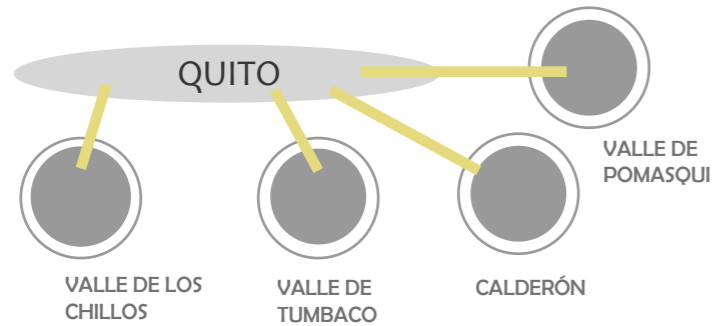 QUITO
VALLE DE
POMASQUI
VALLE DE LOS
CHILLOS
VALLE DE
TUMBACO
CALDERÓN